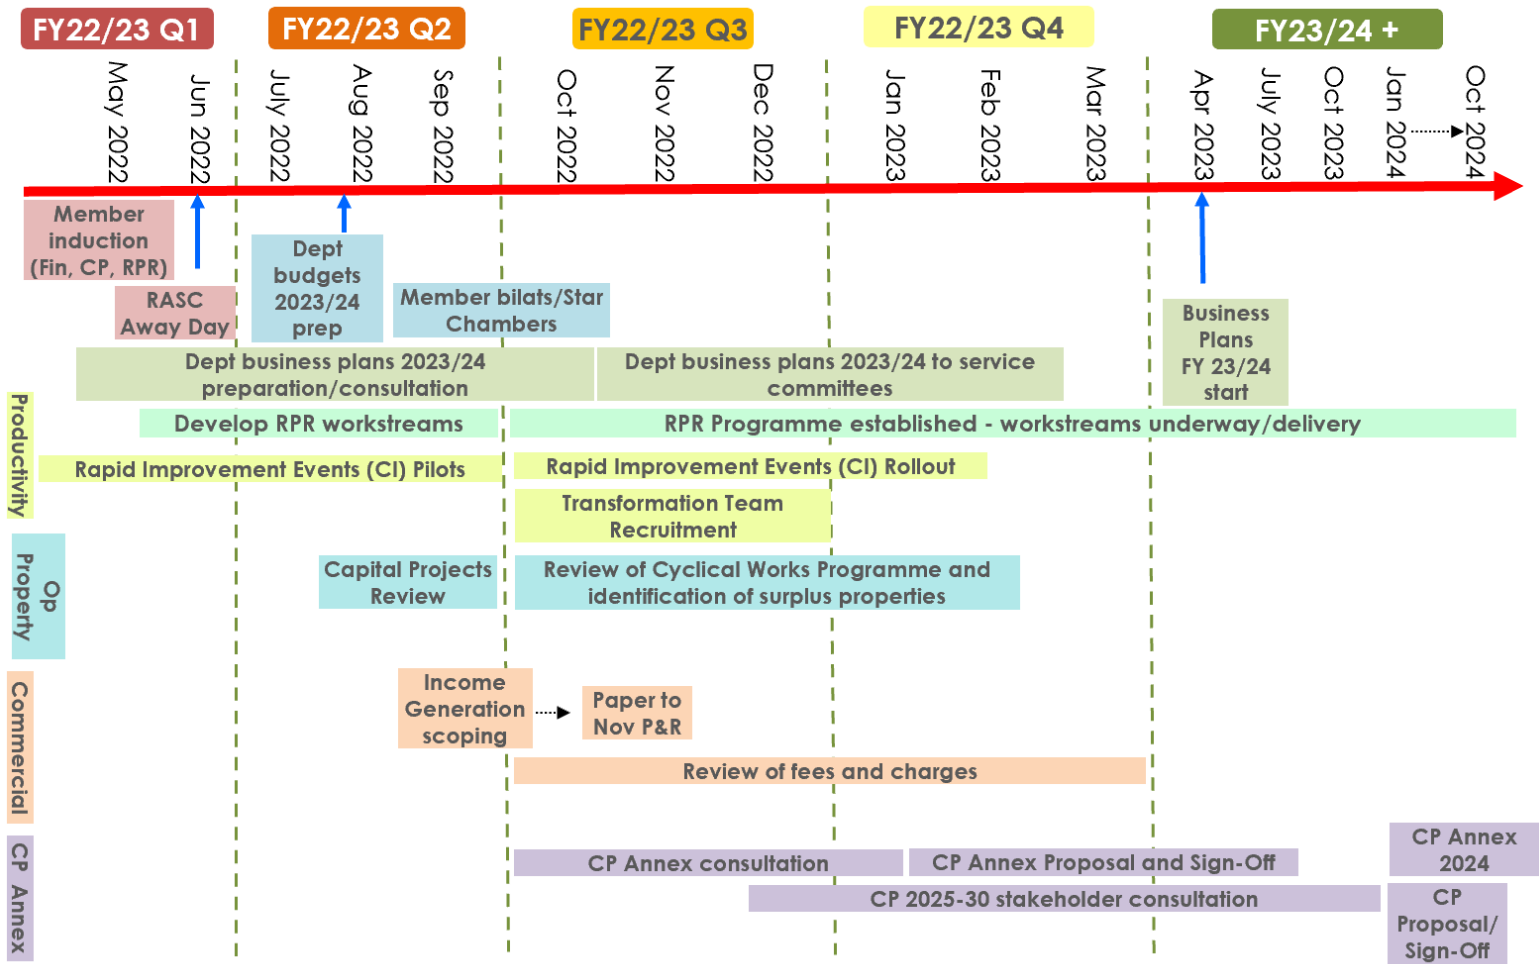 FY22/23 Q1
FY22/23 Q2
FY22/23 Q3
FY22/23 Q4
FY23/24 +
May 2022
Jun 2022
July 2022
Aug 2022
Sep 2022
Oct 2022
Nov 2022
Dec 2022
Jan 2023
Feb 2023
Mar 2023
Apr 2023
July 2023
Oct 2023
Jan 2024
Oct 2024
Member
induction
(Fin, CP, RPR)
RASC
Away Day
Dept
budgets
2023/24
prep
Member bilats/Star
Chambers
Business
Plans
FY 23/24
start
Dept business plans 2023/24
preparation/consultation
Dept business plans 2023/24 to service
committees
Productivity
Develop RPR workstreams
RPR Programme established - workstreams underway/delivery
Rapid Improvement Events (CI) Pilots
Rapid Improvement Events (CI) Rollout
Transformation Team
Recruitment
Op
Property
Capital Projects
Review
Review of Cyclical Works Programme and
identification of surplus properties
Commercial
Income
Generation
scoping
Paper to
Nov P&R
Review of fees and charges
CP Annex
CP Annex consultation
CP Annex Proposal and Sign-Off
CP Annex
2024
CP 2025-30 stakeholder consultation
CP
Proposal/
Sign-Off